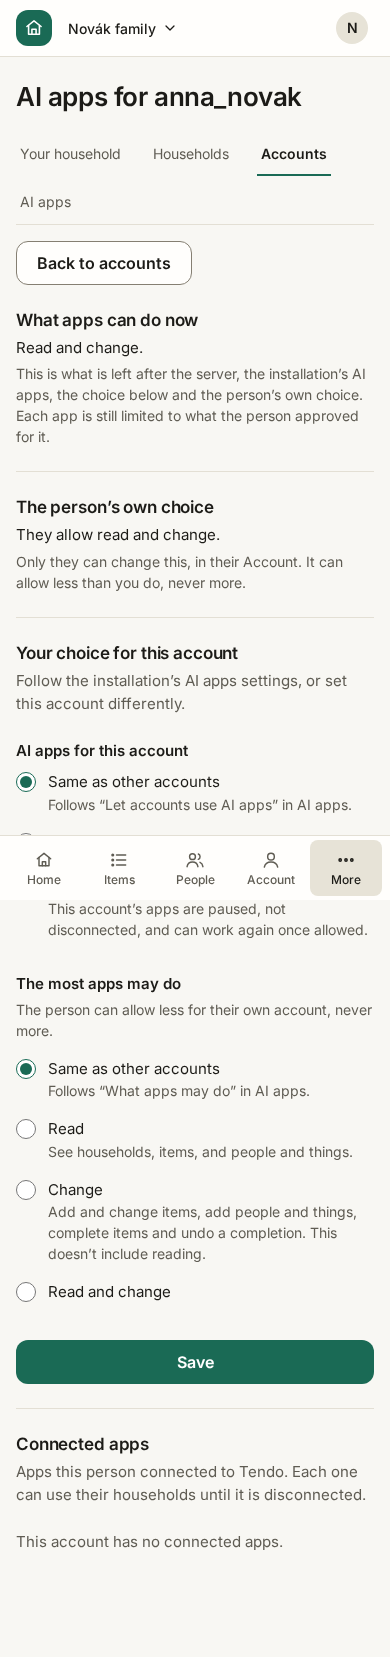 Novák family
N
AI apps for anna_novak
Your household
Households
Accounts
AI apps
Back to accounts
What apps can do now
Read and change.
This is what is left after the server, the installation’s AI
apps, the choice below and the person’s own choice.
Each app is still limited to what the person approved
for it.
The person’s own choice
They allow read and change.
Only they can change this, in their Account. It can
allow less than you do, never more.
Your choice for this account
Follow the installation’s AI apps settings, or set
this account differently.
AI apps for this account
Same as other accounts
Follows “Let accounts use AI apps” in AI apps.
Home
Items
People
Account
More
This account’s apps are paused, not
disconnected, and can work again once allowed.
The most apps may do
The person can allow less for their own account, never
more.
Same as other accounts
Follows “What apps may do” in AI apps.
Read
See households, items, and people and things.
Change
Add and change items, add people and things,
complete items and undo a completion. This
doesn’t include reading.
Read and change
Save
Connected apps
Apps this person connected to Tendo. Each one
can use their households until it is disconnected.
This account has no connected apps.